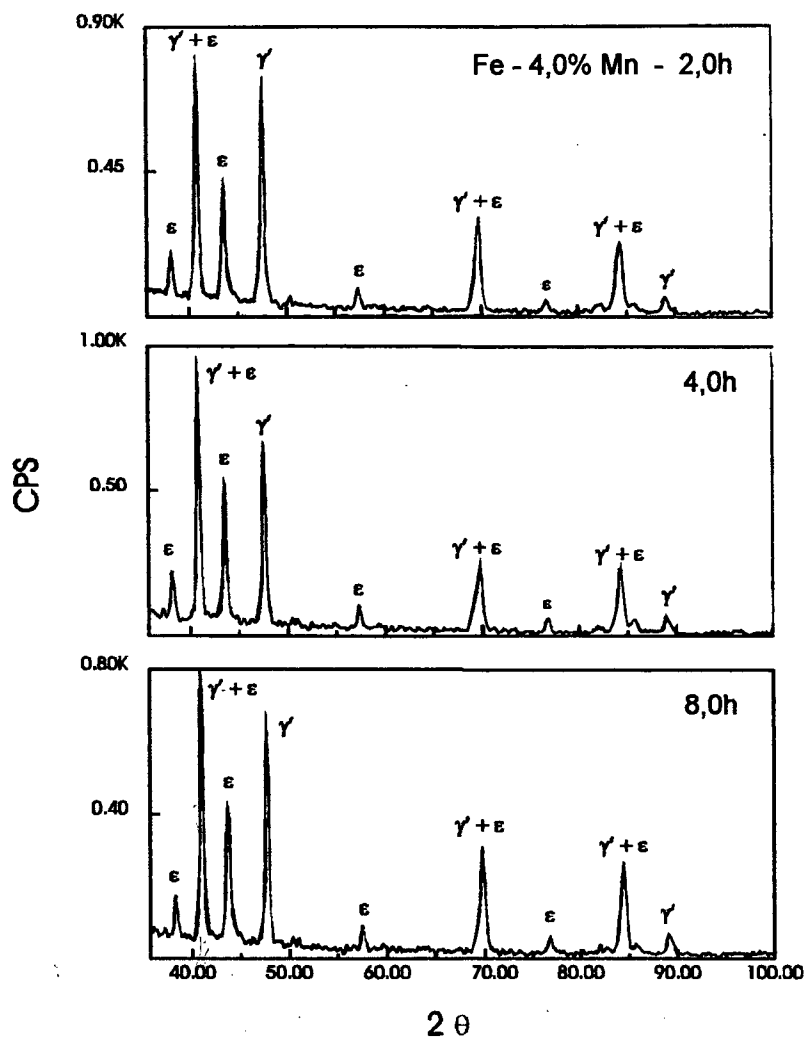 0.90K
γ' + ε
γ'
Fe - 4,0% Mn - 2,0h
0.45
ε
ε
γ' + ε
γ' + ε
ε
ε
γ'
1.00K
γ' + ε
4,0h
γ'
ε
0.50
ε
γ' + ε
γ' + ε
ε
ε
γ'
CPS
0.80K
γ' + ε
8,0h
γ'
ε
0.40
γ' + ε
γ' + ε
ε
ε
ε
γ'
40.00 50.00 60.00 70.00 80.00 90.00 100.00
2 θ